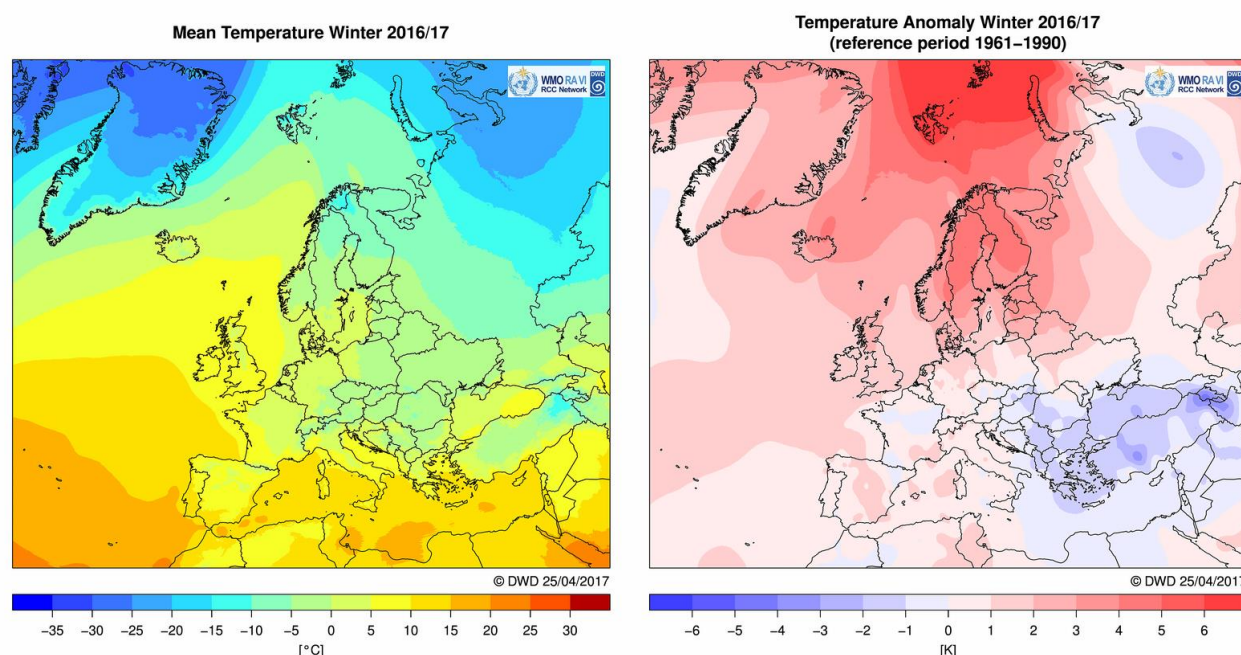 Mean Temperature Winter 2016/17
WMO RA VI
RCC Network
DWD
© DWD 25/04/2017
−35 −30 −25 −20 −15 −10 −5 0 5 10 15 20 25 30
[°C]
Temperature Anomaly Winter 2016/17
(reference period 1961−1990)
WMO RA VI
RCC Network
DWD
© DWD 25/04/2017
−6 −5 −4 −3 −2 −1 0 1 2 3 4 5 6
[K]